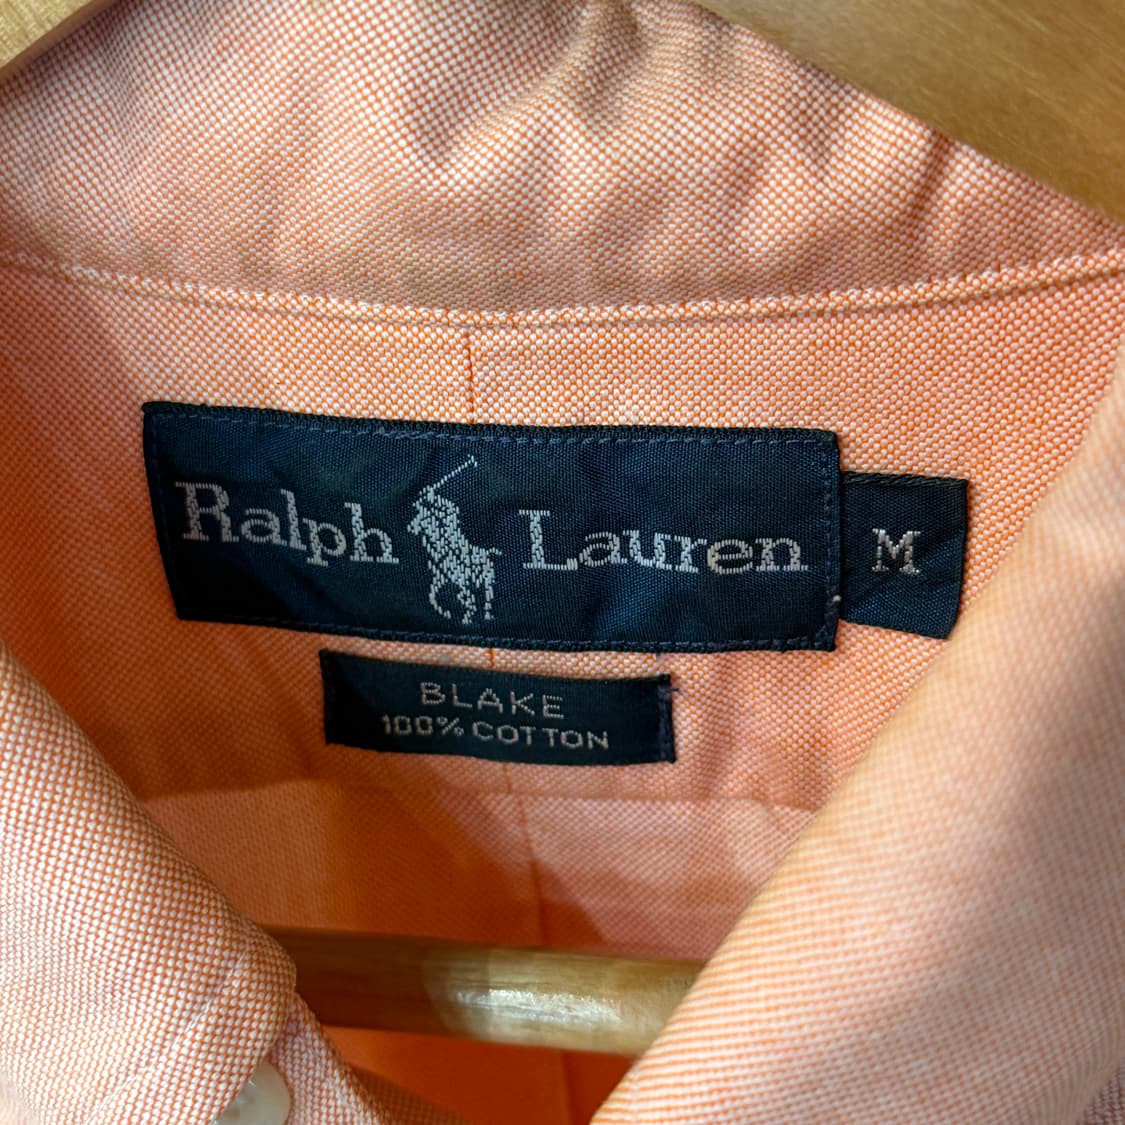 Ralph Lauren
M
BLAKE
100% COTTON